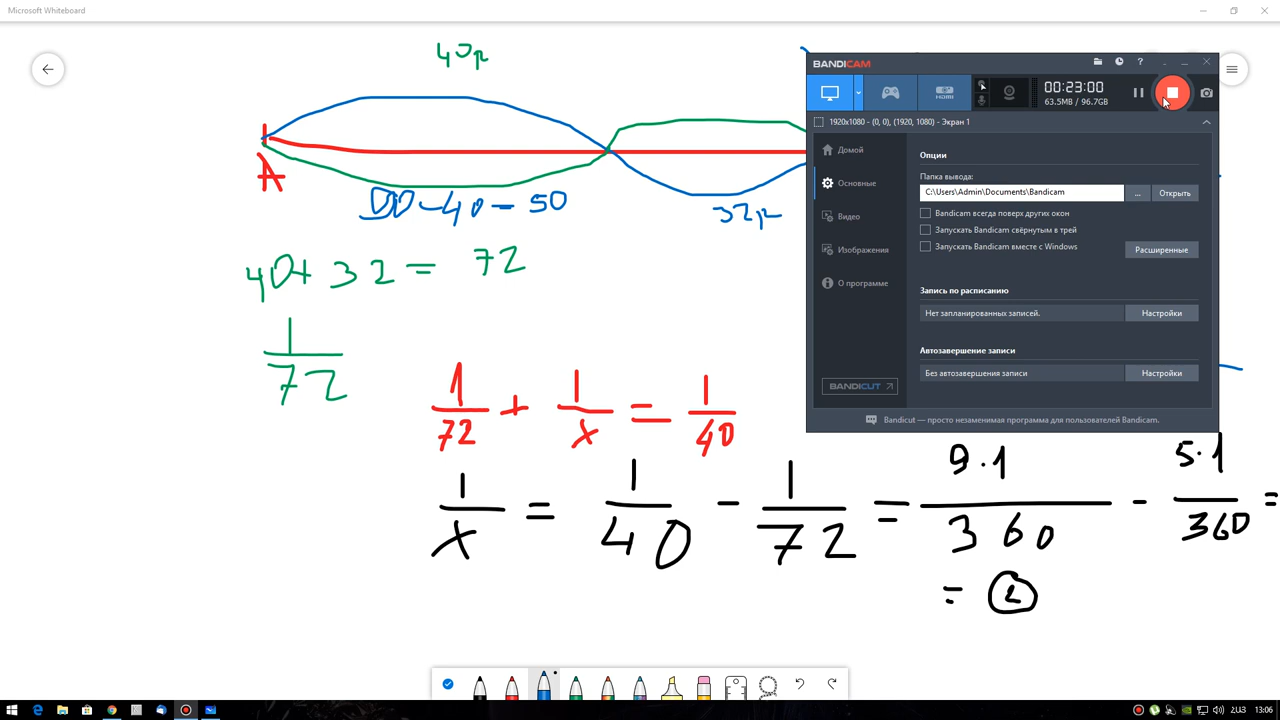 Microsoft Whiteboard
40р
A
100-40=50
32р
40+32= 72
1
72
1/72 + 1/x = 1/40
1/x = 1/40 - 1/72 = 9·1/360 - 5·1/360 =
= 2
BANDICAM
00:23:00
63.5MB / 96.7GB
HDMI
1920x1080 - (0, 0), (1920, 1080) - Экран 1
Домой
Основные
Видео
Изображения
О программе
BANDICUT
Опции
Папка вывода:
C:\Users\Admin\Documents\Bandicam
...
Открыть
Bandicam всегда поверх других окон
Запускать Bandicam свёрнутым в трей
Запускать Bandicam вместе с Windows
Расширенные
Запись по расписанию
Нет запланированных записей.
Настройки
Автозавершение записи
Без автозавершения записи
Настройки
Bandicut — просто незаменимая программа для пользователей Bandicam.
ՀԱՅ
13:06